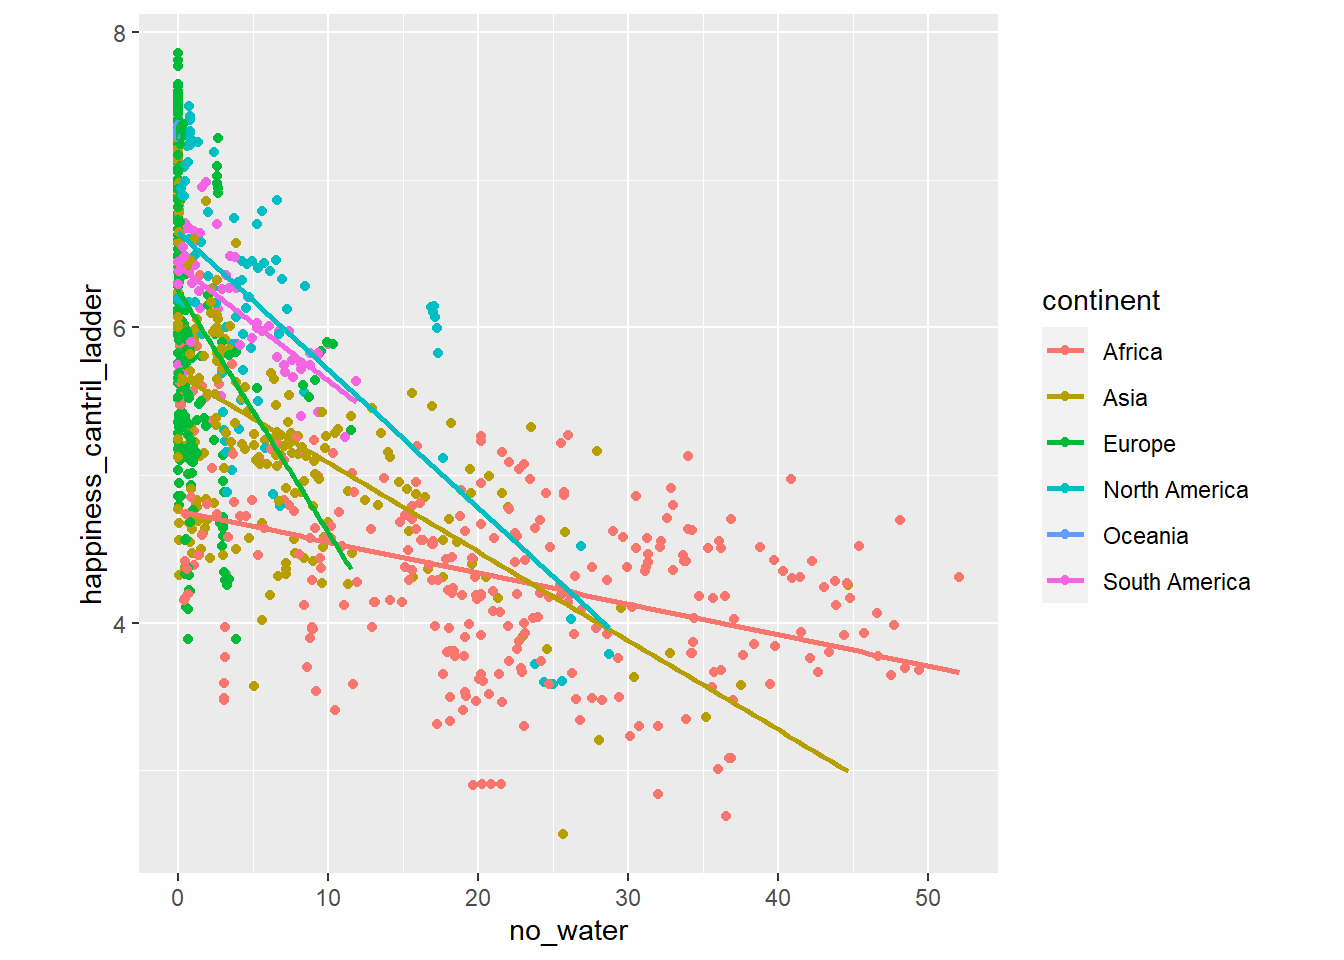 8
6
4
happiness_cantril_ladder
0 10 20 30 40 50
no_water
continent
Africa
Asia
Europe
North America
Oceania
South America